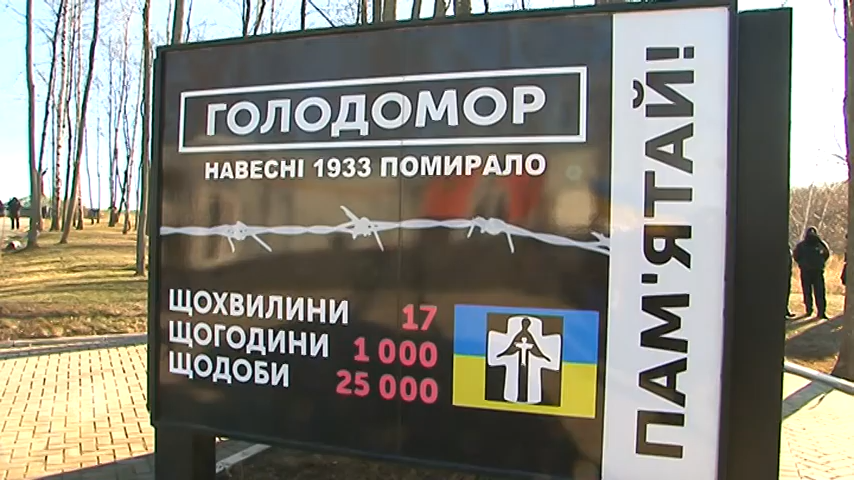 ГОЛОДОМОР
НАВЕСНІ 1933 ПОМИРАЛО
ЩОХВИЛИНИ 17
ЩОГОДИНИ 1 000
ЩОДОБИ 25 000
ПАМ'ЯТАЙ!